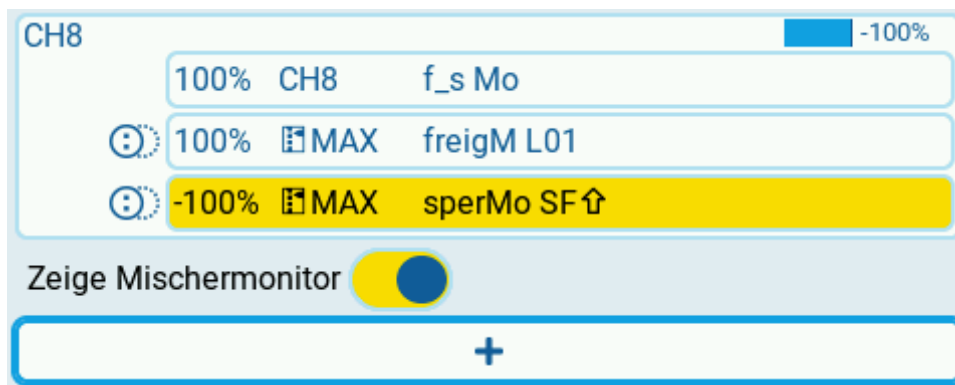 CH8 -100%
100% CH8 f_s Mo
100% MAX freigM L01
-100% MAX sperMo SF⇧
Zeige Mischermonitor
+